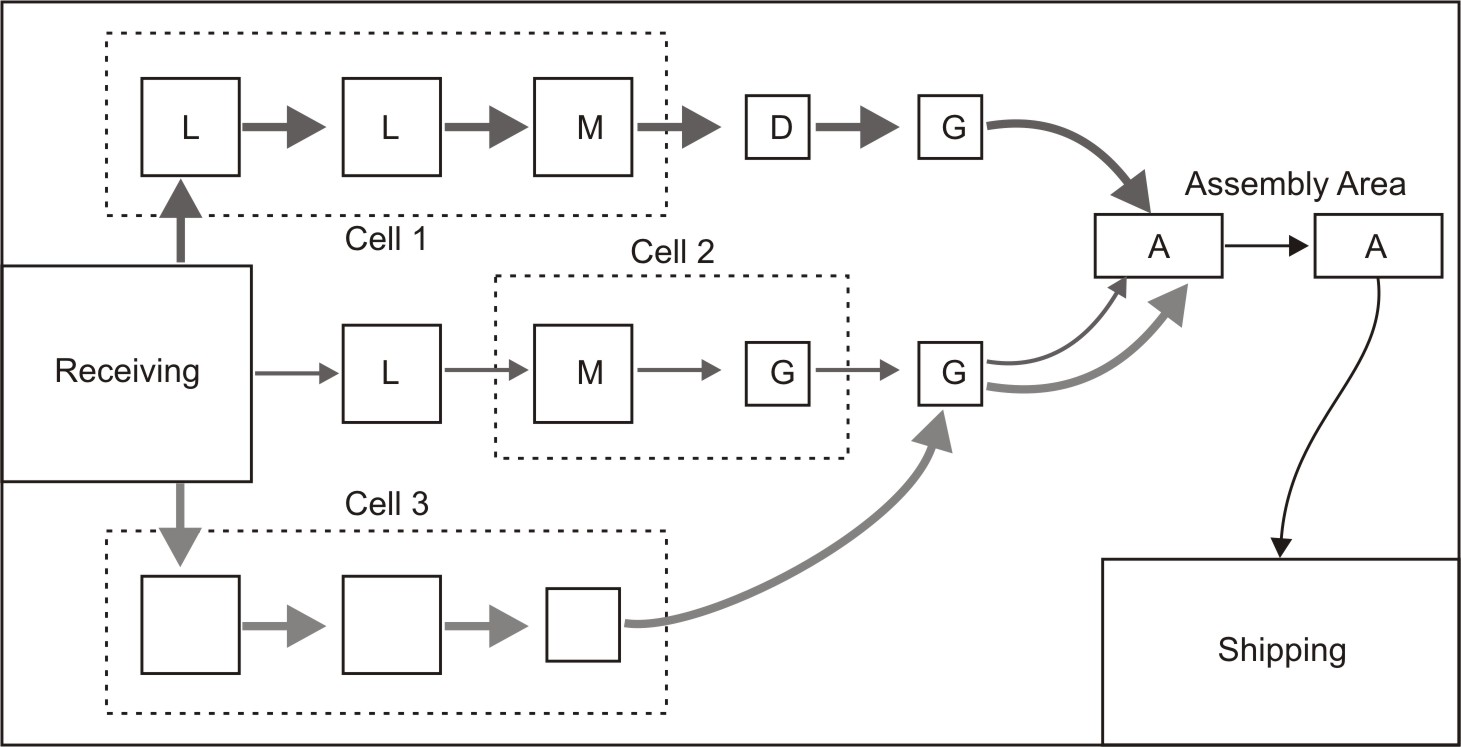 L L M D G
Assembly Area
Cell 1
Cell 2
A A
Receiving
L M G G
Cell 3
Shipping